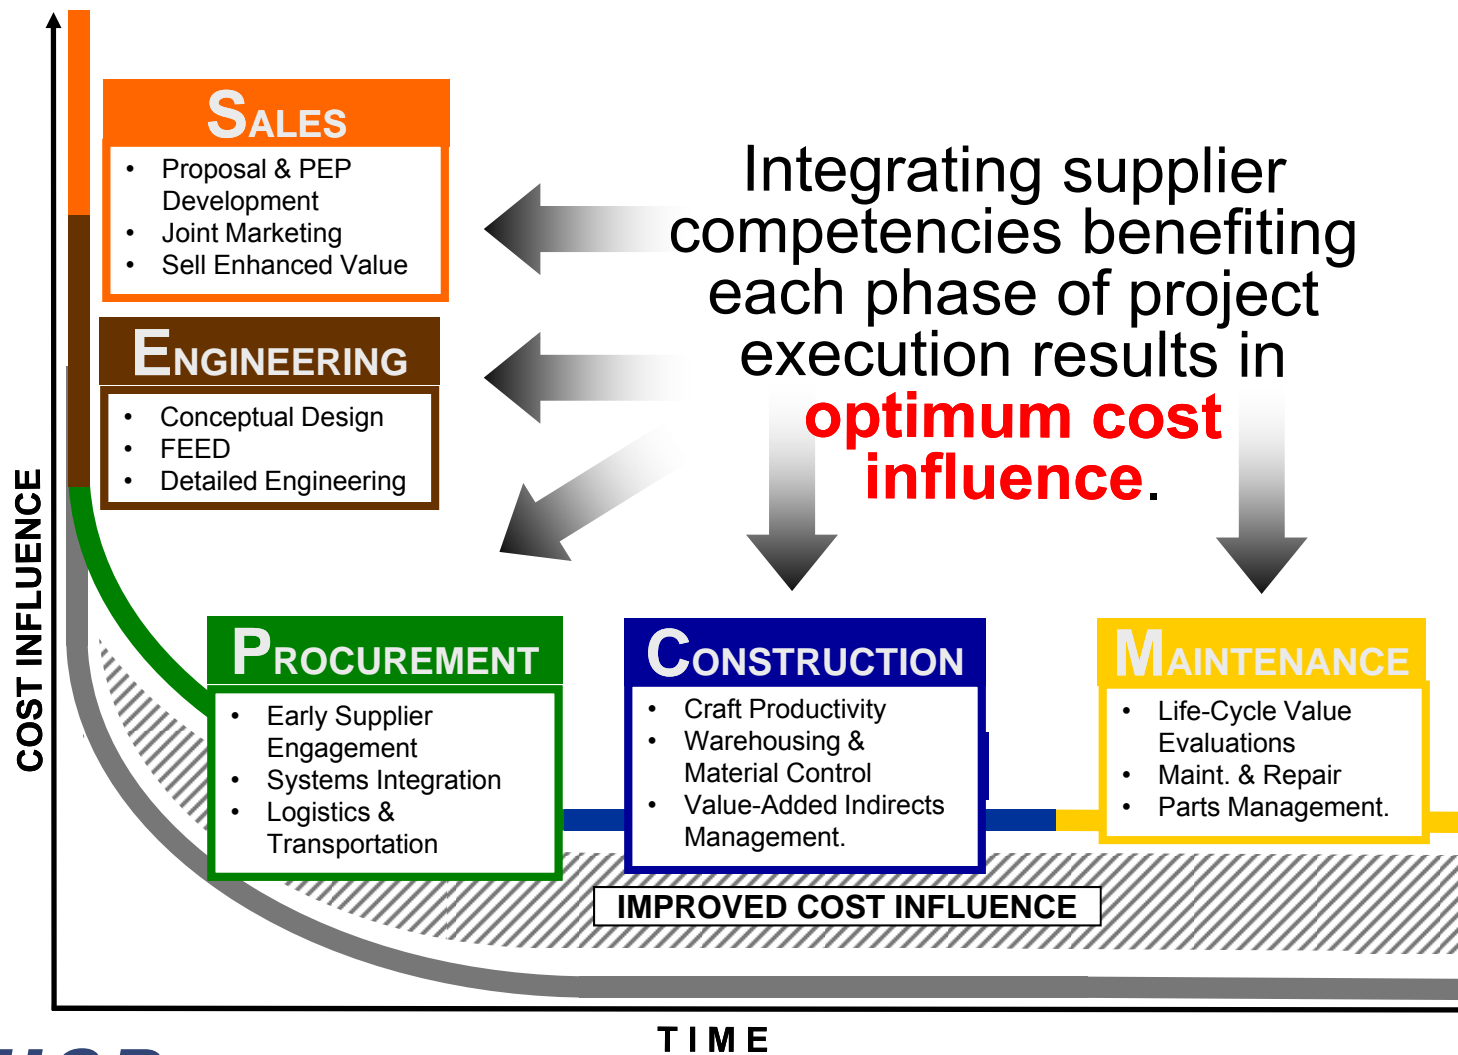 SALES
• Proposal & PEP
Development
• Joint Marketing
• Sell Enhanced Value
Integrating supplier
competencies benefiting
each phase of project
execution results in
optimum cost
influence.
ENGINEERING
• Conceptual Design
• FEED
• Detailed Engineering
COST INFLUENCE
PROCUREMENT
• Early Supplier
Engagement
• Systems Integration
• Logistics &
Transportation
CONSTRUCTION
• Craft Productivity
• Warehousing &
Material Control
• Value-Added Indirects
Management.
MAINTENANCE
• Life-Cycle Value
Evaluations
• Maint. & Repair
• Parts Management.
IMPROVED COST INFLUENCE
TIME